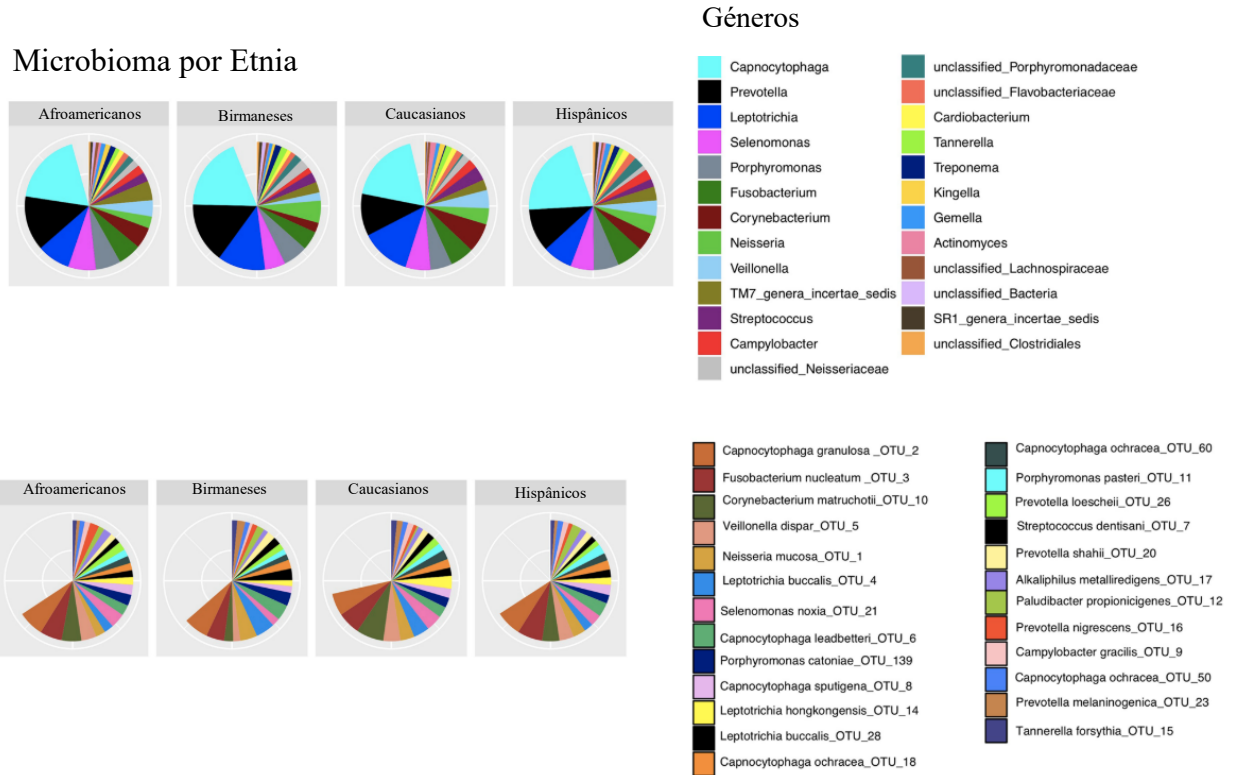 Géneros
Microbioma por Etnia
Afroamericanos
Birmaneses
Caucasianos
Hispânicos
Capnocytophaga
Prevotella
Leptotrichia
Selenomonas
Porphyromonas
Fusobacterium
Corynebacterium
Neisseria
Veillonella
TM7_genera_incertae_sedis
Streptococcus
Campylobacter
unclassified_Neisseriaceae
unclassified_Porphyromonadaceae
unclassified_Flavobacteriaceae
Cardiobacterium
Tannerella
Treponema
Kingella
Gemella
Actinomyces
unclassified_Lachnospiraceae
unclassified_Bacteria
SR1_genera_incertae_sedis
unclassified_Clostridiales
Afroamericanos
Birmaneses
Caucasianos
Hispânicos
Capnocytophaga granulosa _OTU_2
Fusobacterium nucleatum _OTU_3
Corynebacterium matruchotii_OTU_10
Veillonella dispar_OTU_5
Neisseria mucosa_OTU_1
Leptotrichia buccalis_OTU_4
Selenomonas noxia_OTU_21
Capnocytophaga leadbetteri_OTU_6
Porphyromonas catoniae_OTU_139
Capnocytophaga sputigena_OTU_8
Leptotrichia hongkongensis_OTU_14
Leptotrichia buccalis_OTU_28
Capnocytophaga ochracea_OTU_18
Capnocytophaga ochracea_OTU_60
Porphyromonas pasteri_OTU_11
Prevotella loescheii_OTU_26
Streptococcus dentisani_OTU_7
Prevotella shahii_OTU_20
Alkaliphilus metalliredigens_OTU_17
Paludibacter propionicigenes_OTU_12
Prevotella nigrescens_OTU_16
Campylobacter gracilis_OTU_9
Capnocytophaga ochracea_OTU_50
Prevotella melaninogenica_OTU_23
Tannerella forsythia_OTU_15